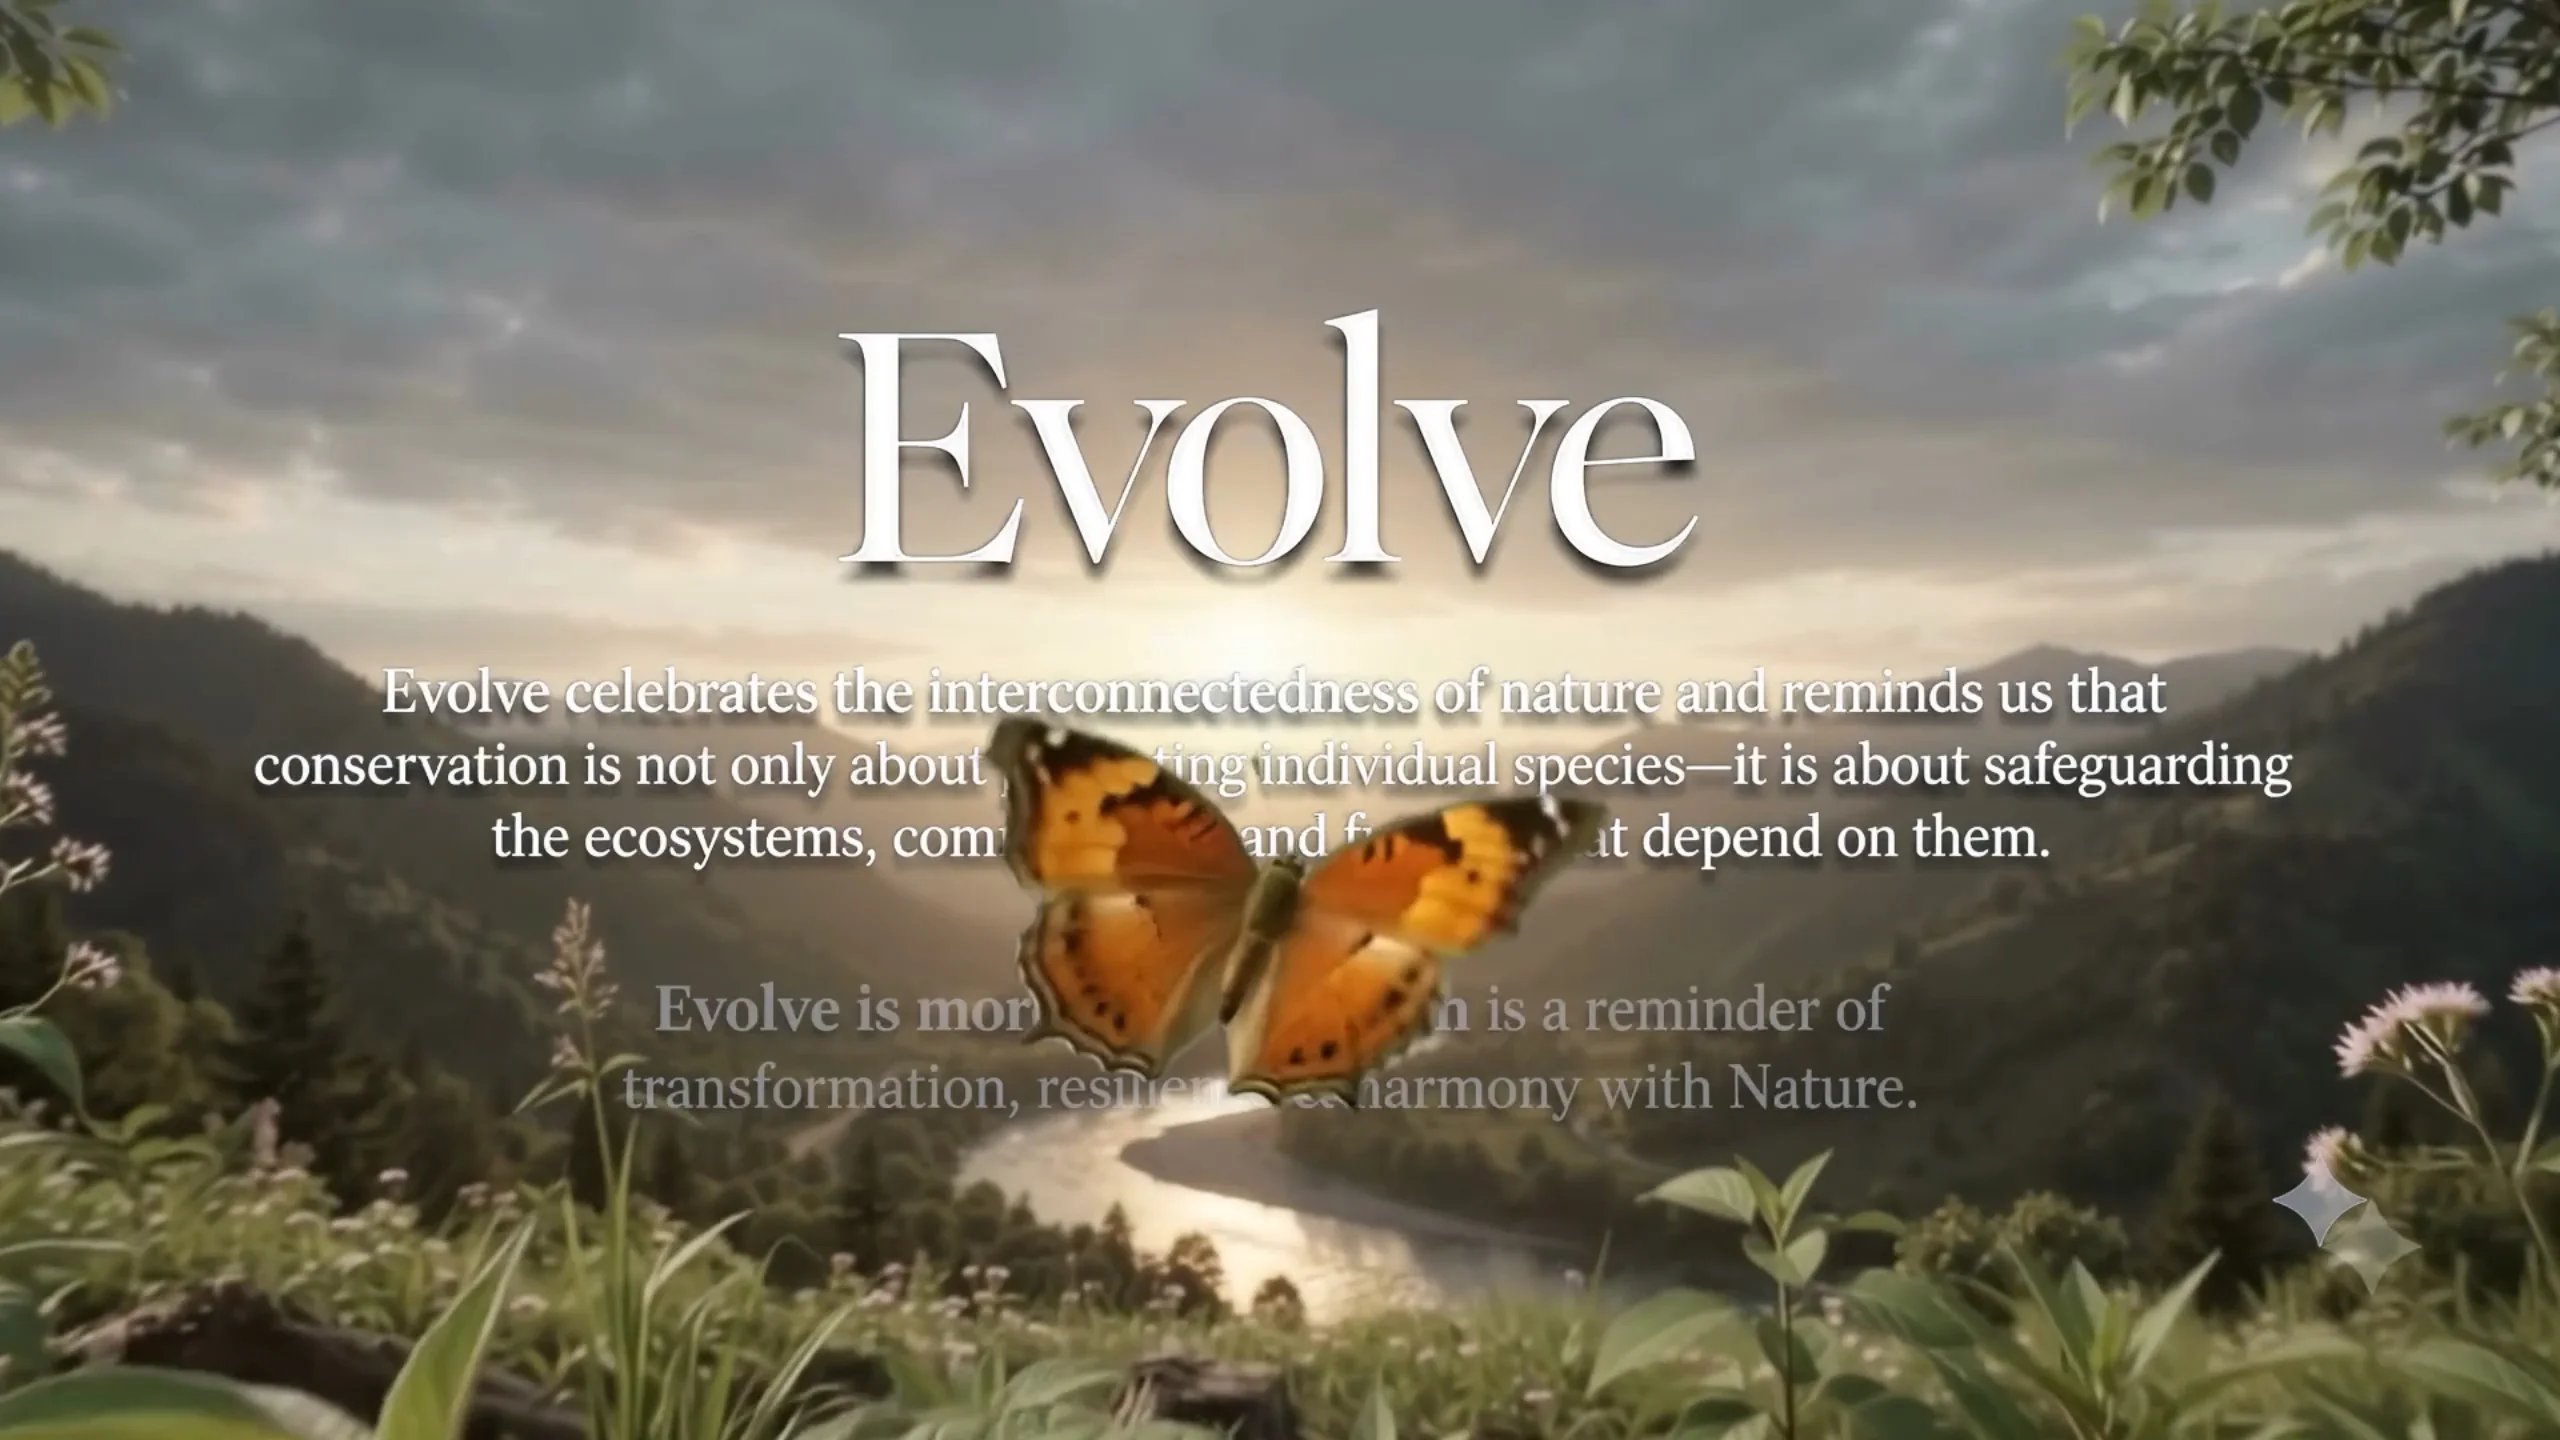 Evolve
Evolve celebrates the interconnectedness of nature and reminds us that
conservation is not only about individual species—it is about safeguarding
the ecosystems, and depend on them.
Evolve is is a reminder of
transformation, harmony with Nature.